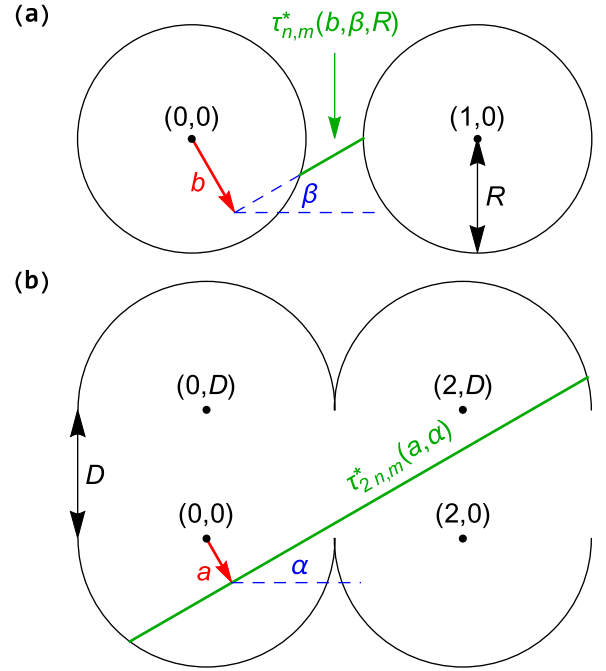 (a)
τ*n,m(b,β,R)
(0,0)
(1,0)
b
β
R
(b)
(0,D)
(2,D)
τ*2n,m(a,α)
D
(0,0)
(2,0)
a
α